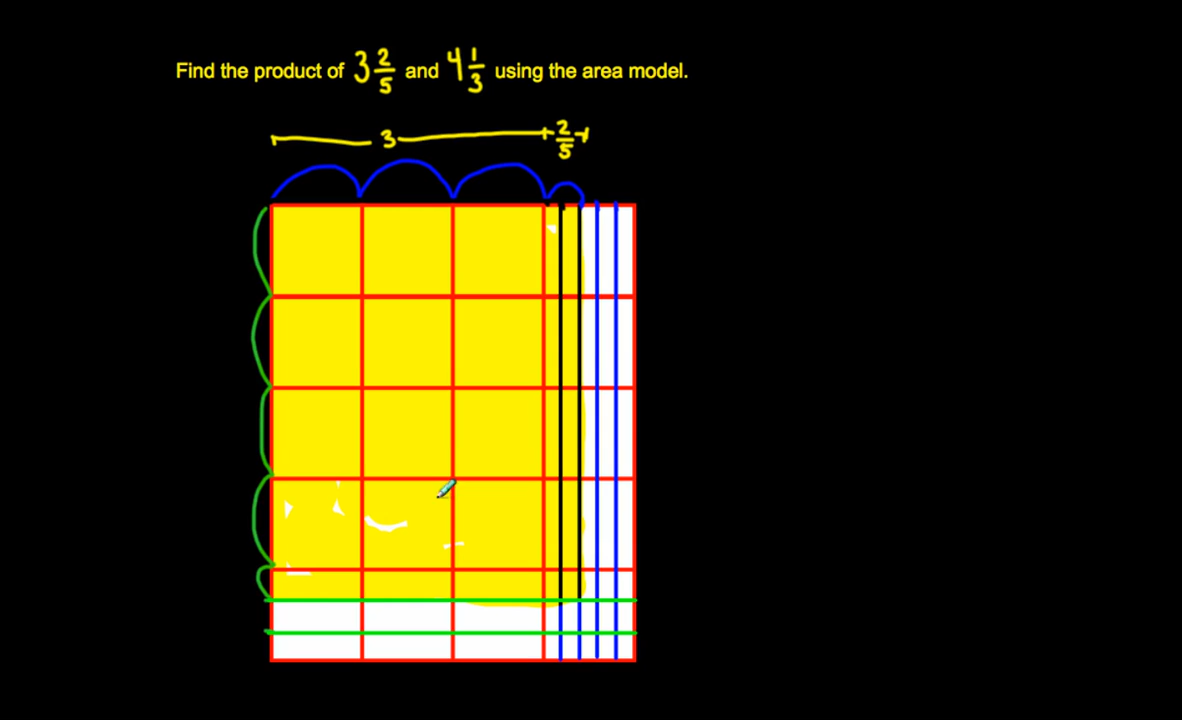 Find the product of 3 2/5 and 4 1/3 using the area model.
3 2/5